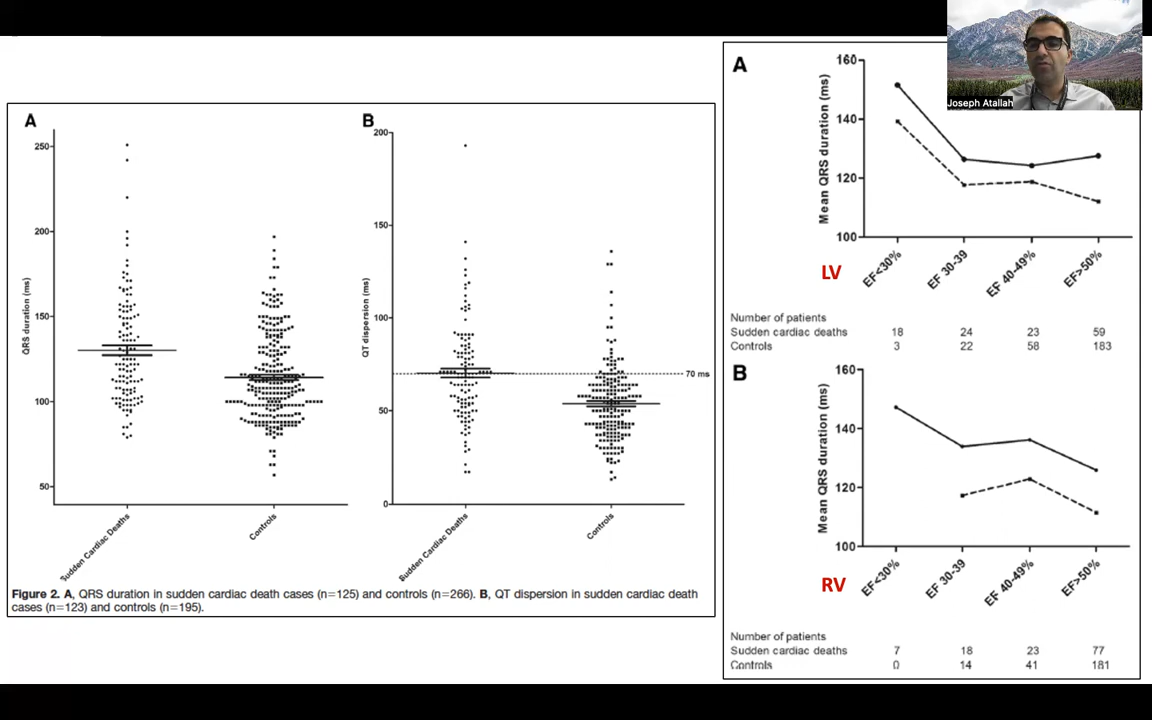 Joseph Atallah
A
B
250
200
150
100
50
QRS duration (ms)
Sudden Cardiac Deaths
Controls
200
150
100
50
0
QT dispersion (ms)
70 ms
Sudden Cardiac Deaths
Controls
Figure 2. A, QRS duration in sudden cardiac death cases (n=125) and controls (n=266). B, QT dispersion in sudden cardiac death
cases (n=123) and controls (n=195).
A
160
140
120
100
Mean QRS duration (ms)
LV
EF<30%
EF 30-39
EF 40-49%
EF>50%
Number of patients
Sudden cardiac deaths 18 24 23 59
Controls 3 22 58 183
B
160
140
120
100
Mean QRS duration (ms)
RV
EF<30%
EF 30-39
EF 40-49%
EF>50%
Number of patients
Sudden cardiac deaths 7 18 23 77
Controls 0 14 41 181